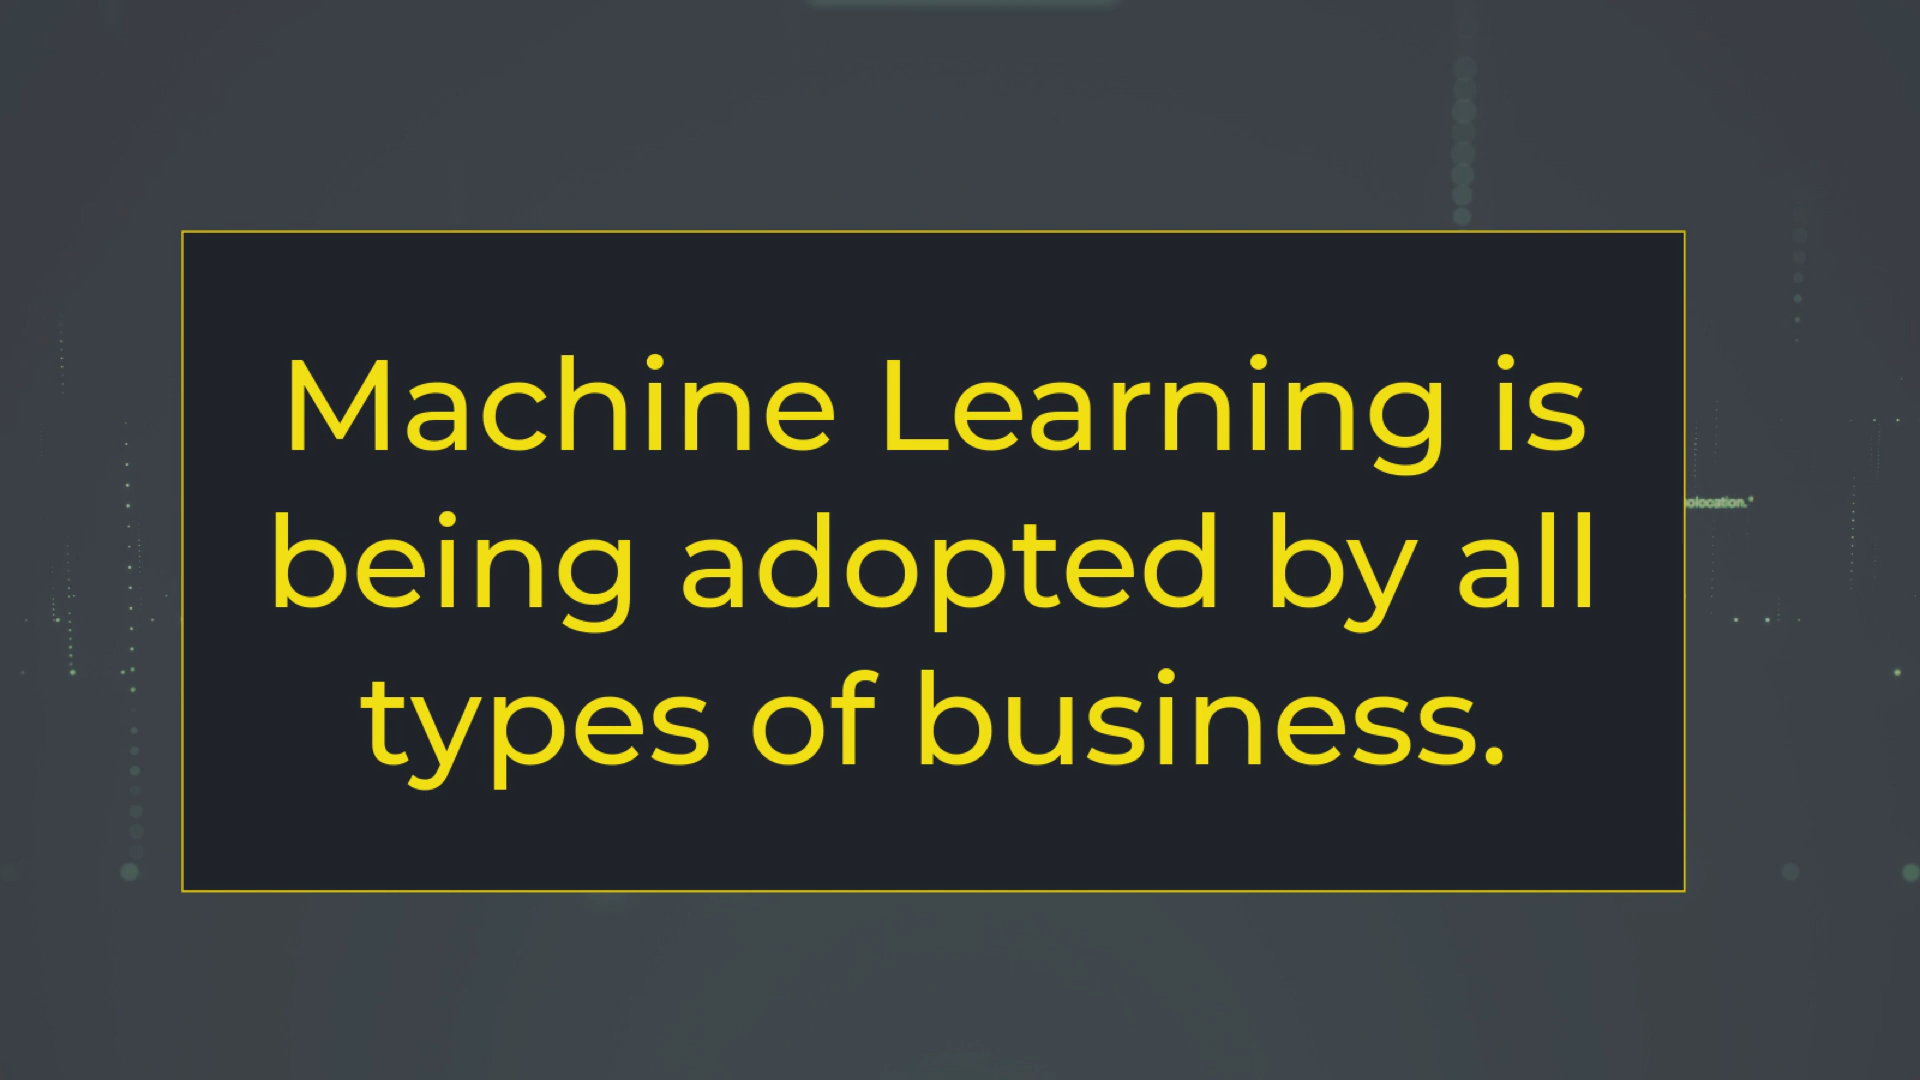 Machine Learning is
being adopted by all
types of business.